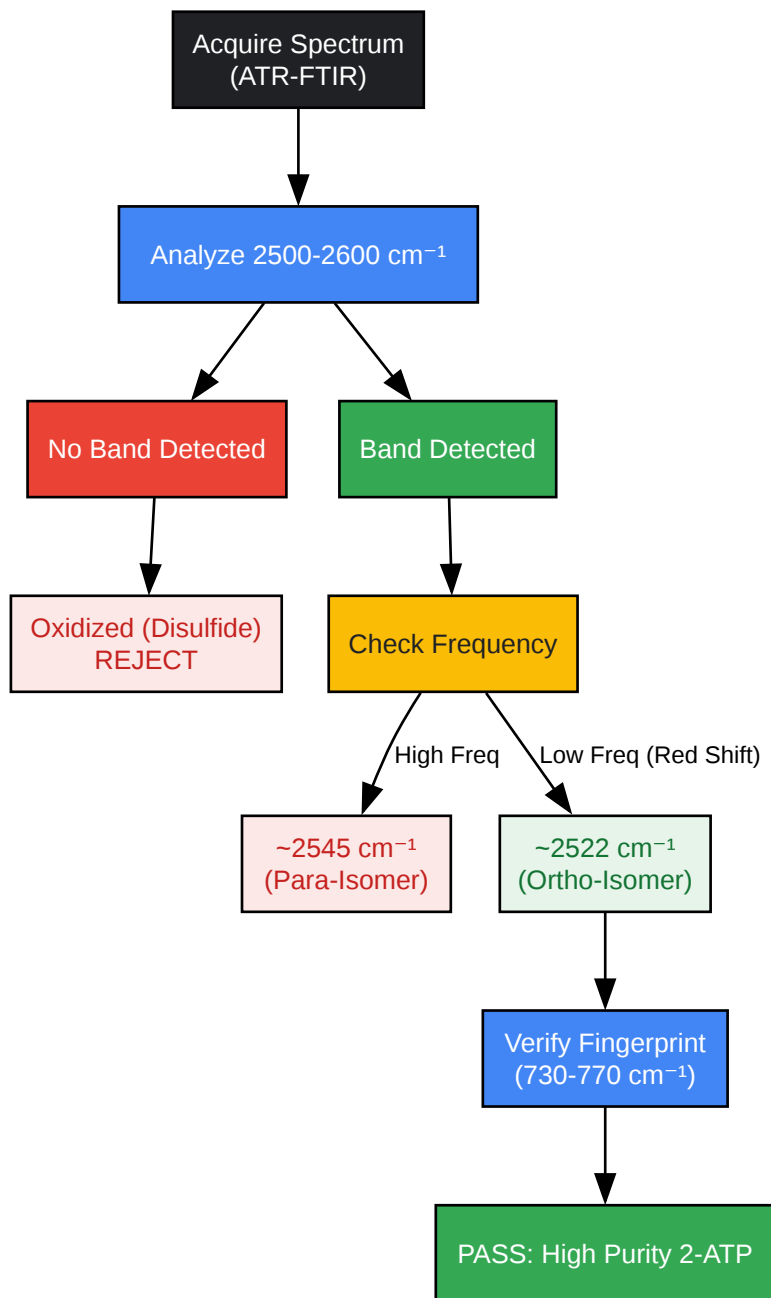 Acquire Spectrum
(ATR-FTIR)
Analyze 2500-2600 cm⁻¹
No Band Detected
Band Detected
Oxidized (Disulfide)
REJECT
Check Frequency
High Freq
Low Freq (Red Shift)
~2545 cm⁻¹
(Para-Isomer)
~2522 cm⁻¹
(Ortho-Isomer)
Verify Fingerprint
(730-770 cm⁻¹)
PASS: High Purity 2-ATP